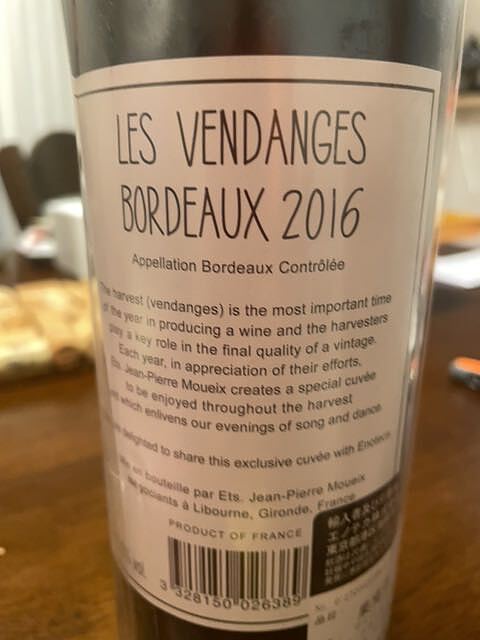 LES VENDANGES
BORDEAUX 2016
Appellation Bordeaux Contrôlée
The harvest (vendanges) is the most important time
of the year in producing a wine and the harvesters
play a key role in the final quality of a vintage.
Each year, in appreciation of their efforts,
Ets. Jean-Pierre Moueix creates a special cuvée
to be enjoyed throughout the harvest
which enlivens our evenings of song and dance
delighted to share this exclusive cuvée with Enoteca
Mis en bouteille par Ets. Jean-Pierre Moueix
négociants à Libourne, Gironde, France
PRODUCT OF FRANCE
vol.
3 328150 026389